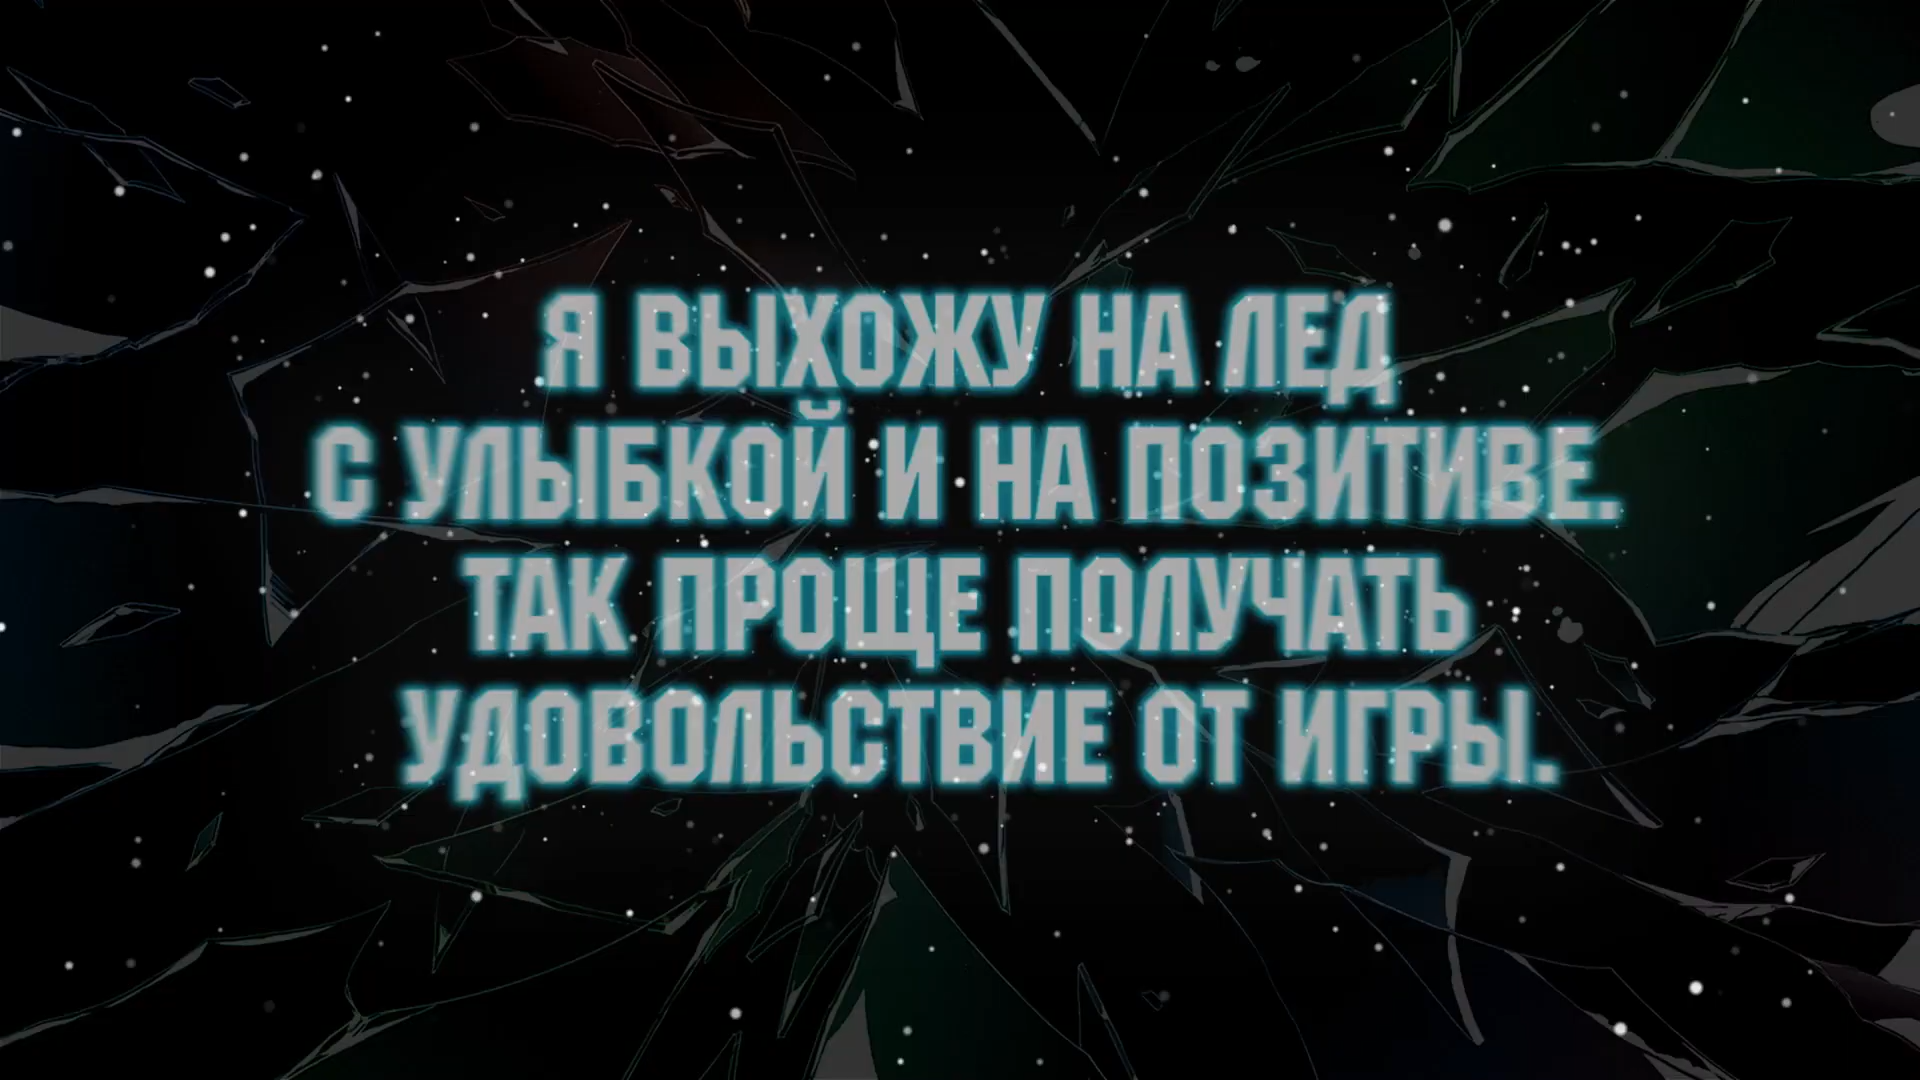 Я ВЫХОЖУ НА ЛЕД
С УЛЫБКОЙ И НА ПОЗИТИВЕ.
ТАК ПРОЩЕ ПОЛУЧАТЬ
УДОВОЛЬСТВИЕ ОТ ИГРЫ.